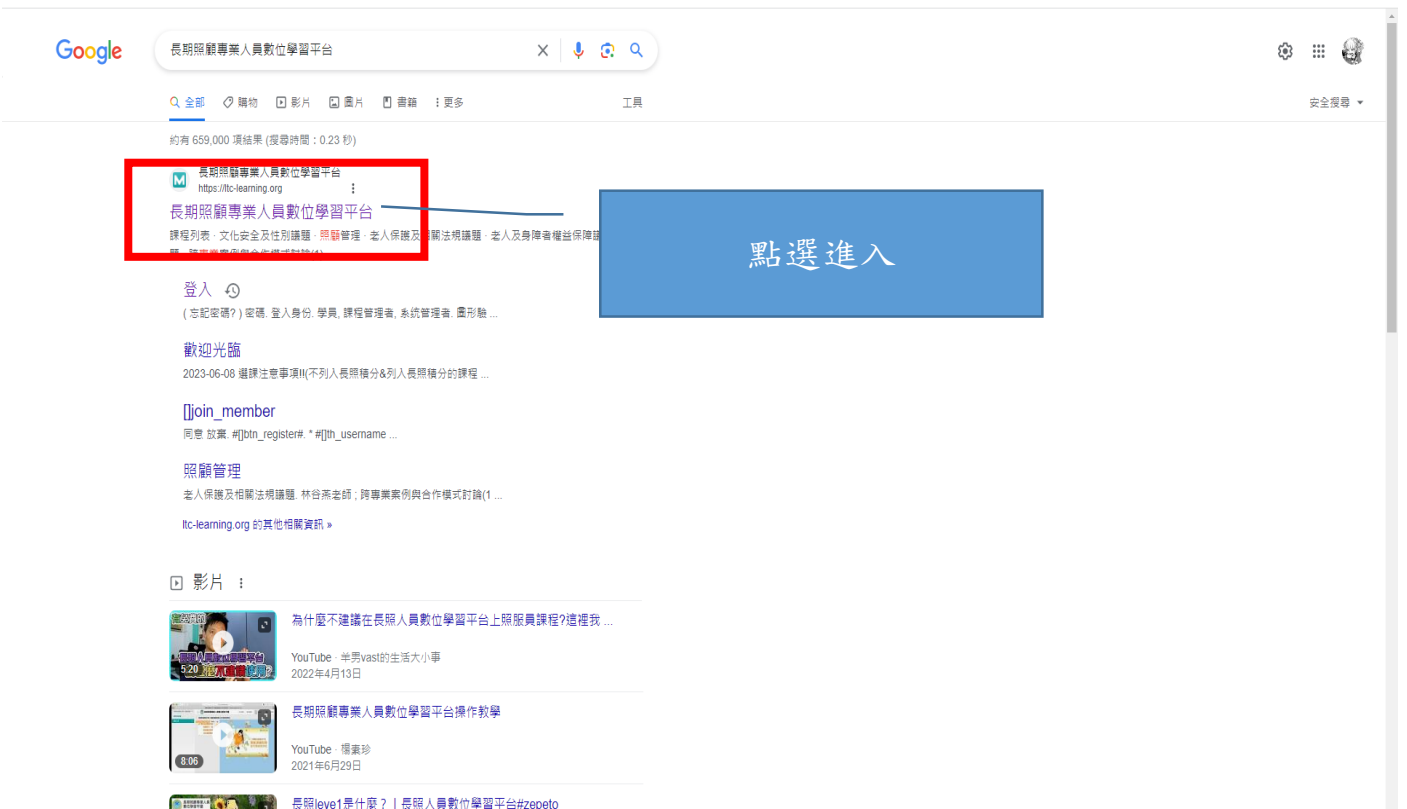 Google
長期照顧專業人員數位學習平台
全部 購物 影片 圖片 書籍 更多 工具
安全搜尋
約有 659,000 項結果 (搜尋時間：0.23 秒)
長期照顧專業人員數位學習平台
https://ltc-learning.org
長期照顧專業人員數位學習平台
課程列表 · 文化安全及性別議題 · 照顧管理 · 老人保護及相關法規議題 · 老人及身障者權益保障議
題 · 跨專業案例與合作模式討論(1)
點選進入
登入
( 忘記密碼? ) 密碼. 登入身份. 學員, 課程管理者, 系統管理者. 圖形驗 ...
歡迎光臨
2023-06-08 選課注意事項!!(不列入長照積分&列入長照積分的課程 ...
[]join_member
同意 放棄. #[]btn_register#. * #[]th_username ...
照顧管理
老人保護及相關法規議題. 林谷燕老師 ; 跨專業案例與合作模式討論(1 ...
ltc-learning.org 的其他相關資訊 »
影片
為什麼不建議在長照人員數位學習平台上照服員課程?這裡我 ...
YouTube · 羊男vast的生活大小事
2022年4月13日
5:20
長期照顧專業人員數位學習平台操作教學
YouTube · 楊素珍
2021年6月29日
8:06
長照leve1是什麼？ | 長照人員數位學習平台#zepeto